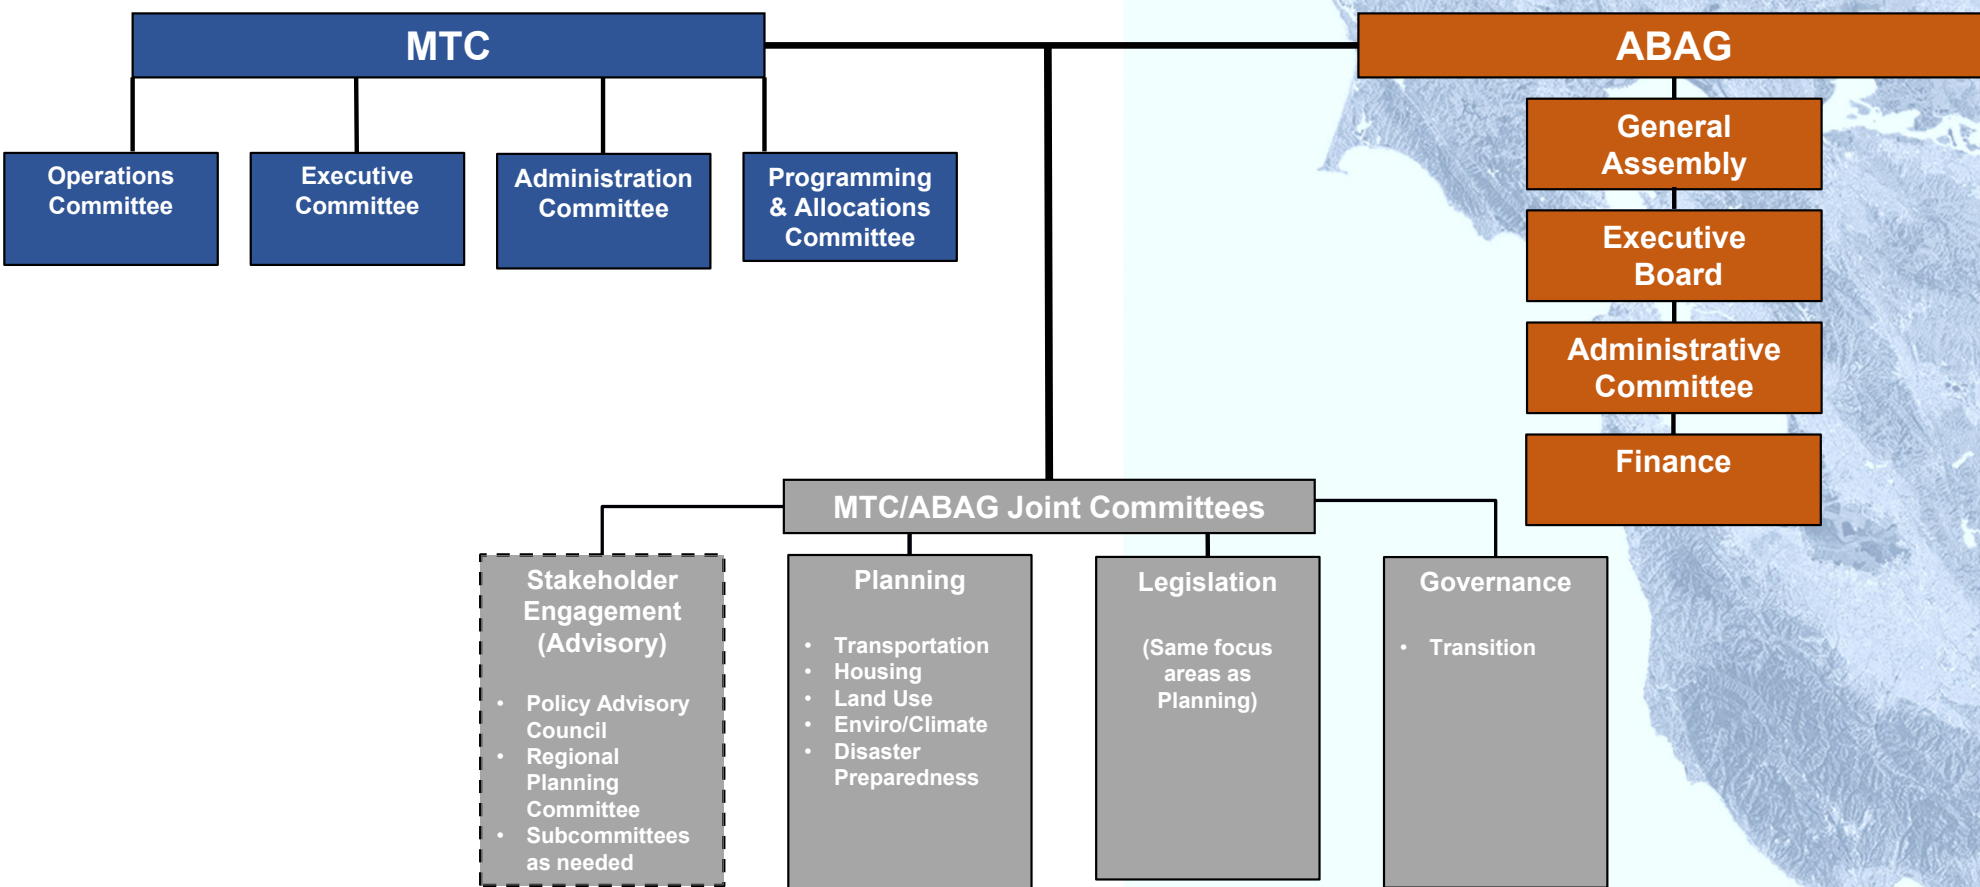 MTC
ABAG
Operations
Committee
Executive
Committee
Administration
Committee
Programming
& Allocations
Committee
General
Assembly
Executive
Board
Administrative
Committee
Finance
MTC/ABAG Joint Committees
Stakeholder
Engagement
(Advisory)
• Policy Advisory
Council
• Regional
Planning
Committee
• Subcommittees
as needed
Planning
• Transportation
• Housing
• Land Use
• Enviro/Climate
• Disaster
Preparedness
Legislation
(Same focus
areas as
Planning)
Governance
• Transition